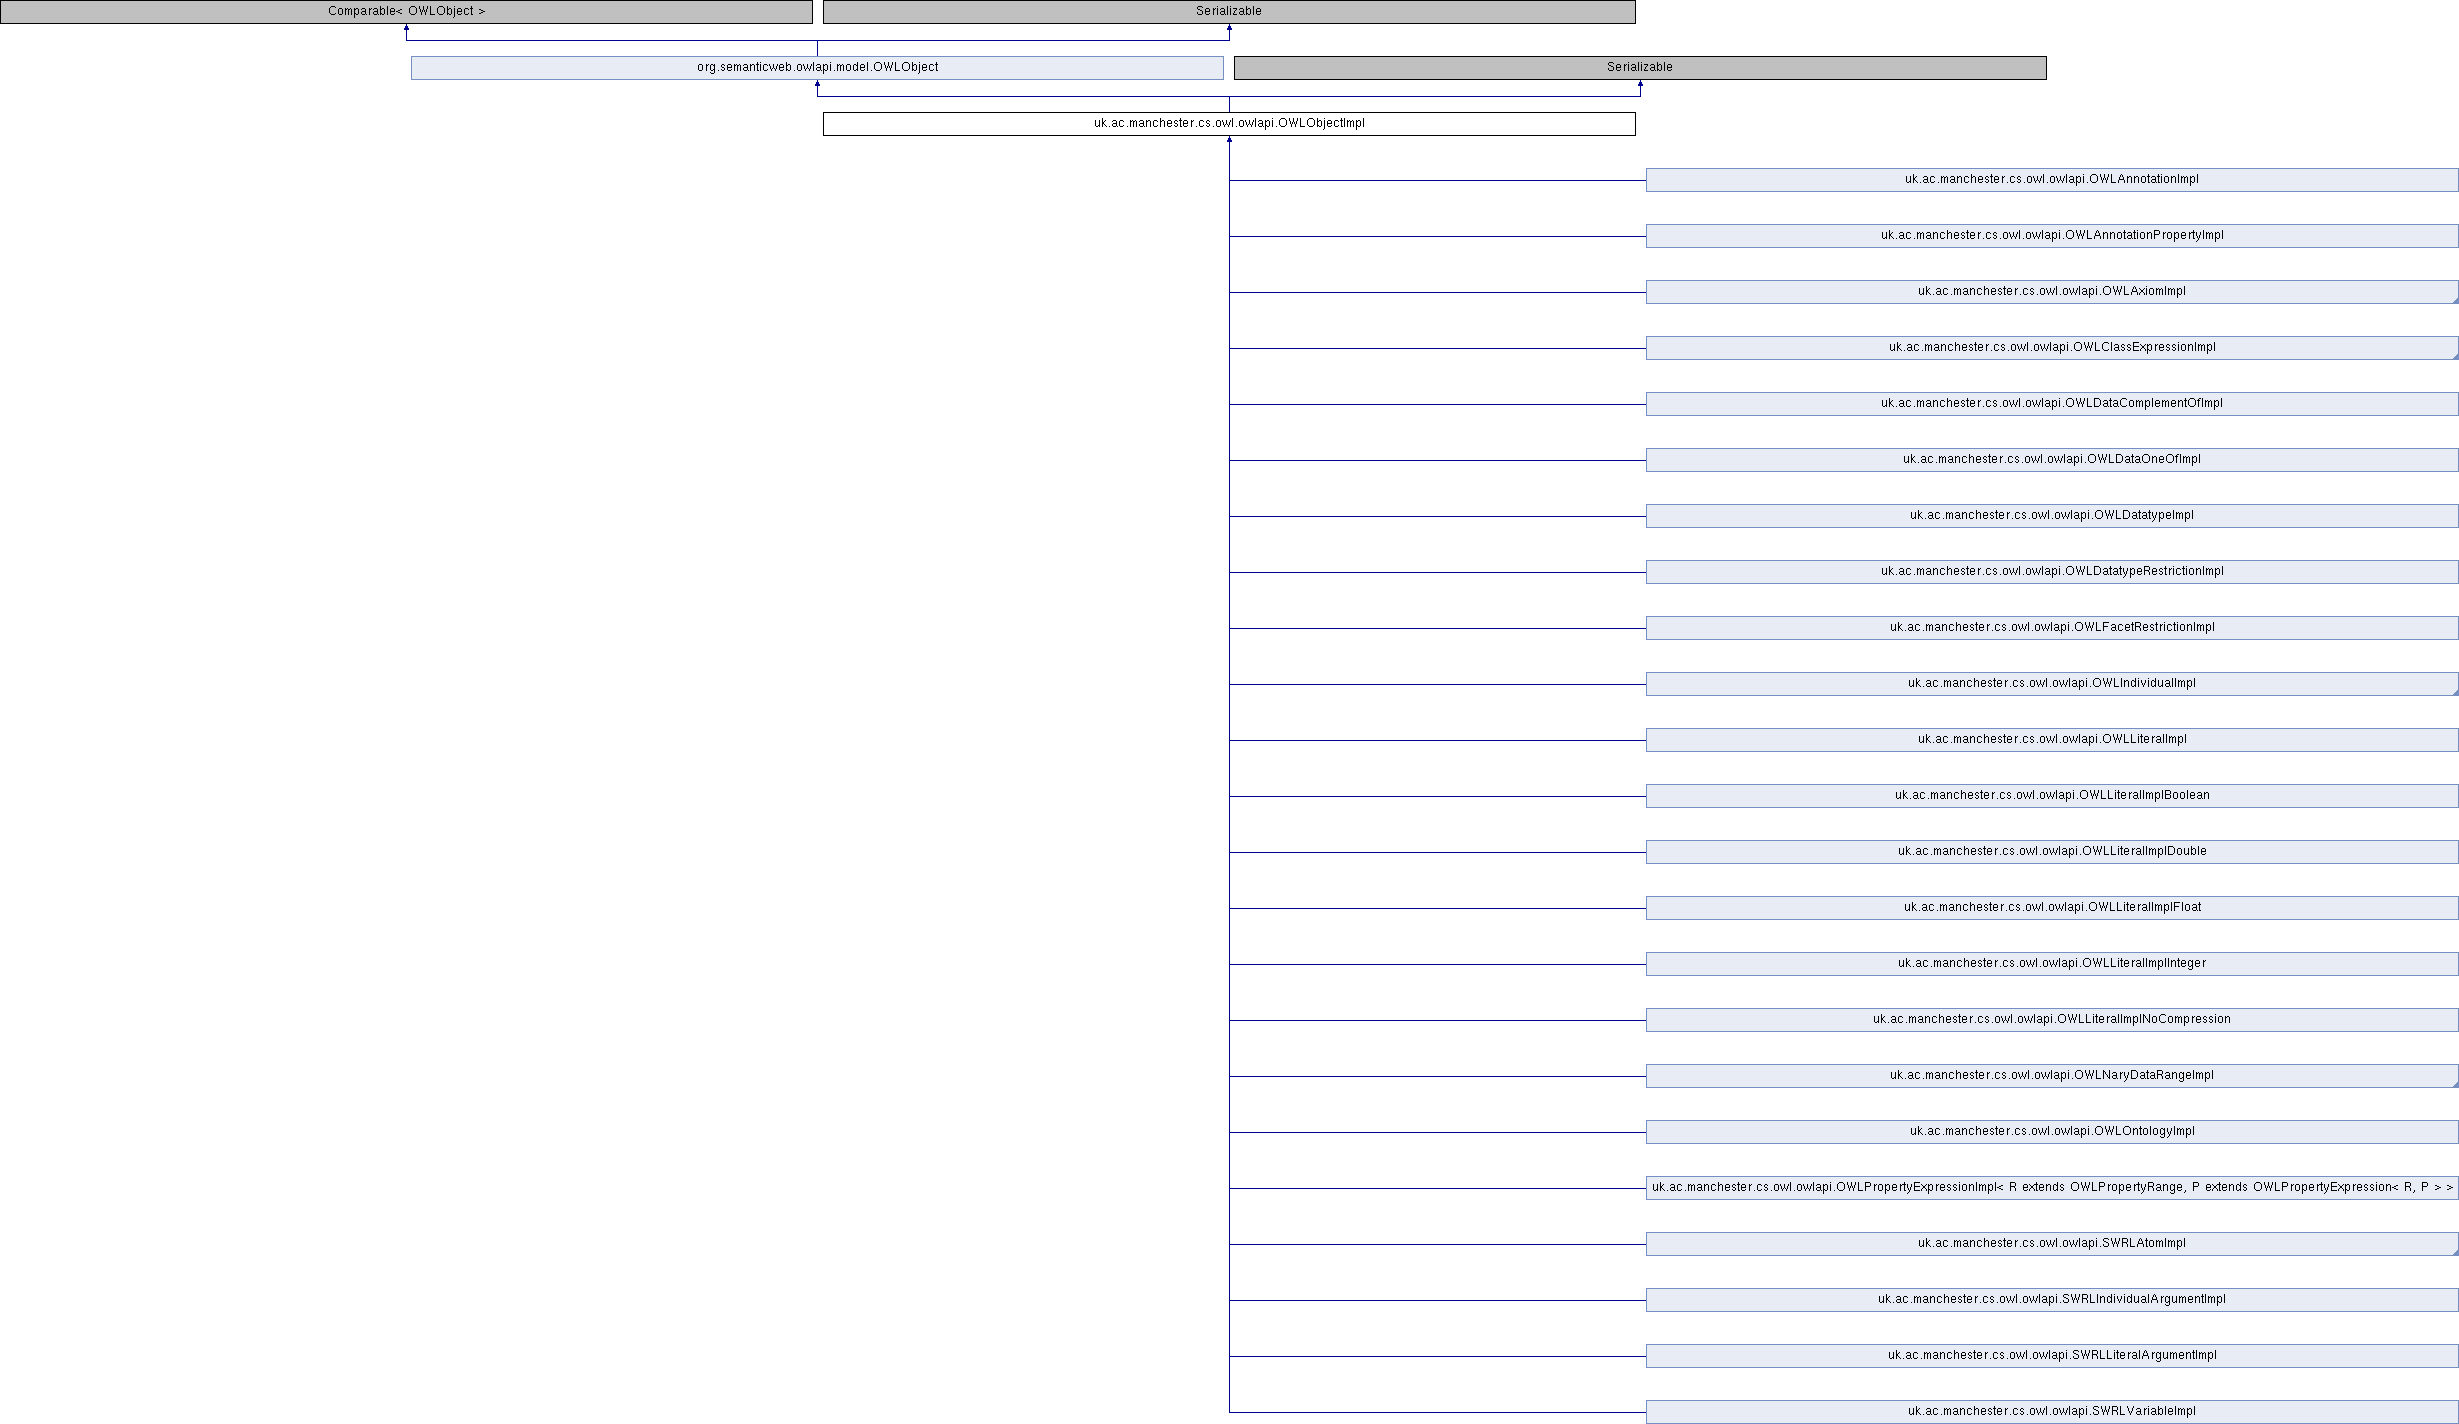 Comparable< OWLObject >
Serializable
org.semanticweb.owlapi.model.OWLObject
Serializable
uk.ac.manchester.cs.owl.owlapi.OWLObjectImpl
uk.ac.manchester.cs.owl.owlapi.OWLAnnotationImpl
uk.ac.manchester.cs.owl.owlapi.OWLAnnotationPropertyImpl
uk.ac.manchester.cs.owl.owlapi.OWLAxiomImpl
uk.ac.manchester.cs.owl.owlapi.OWLClassExpressionImpl
uk.ac.manchester.cs.owl.owlapi.OWLDataComplementOfImpl
uk.ac.manchester.cs.owl.owlapi.OWLDataOneOfImpl
uk.ac.manchester.cs.owl.owlapi.OWLDatatypeImpl
uk.ac.manchester.cs.owl.owlapi.OWLDatatypeRestrictionImpl
uk.ac.manchester.cs.owl.owlapi.OWLFacetRestrictionImpl
uk.ac.manchester.cs.owl.owlapi.OWLIndividualImpl
uk.ac.manchester.cs.owl.owlapi.OWLLiteralImpl
uk.ac.manchester.cs.owl.owlapi.OWLLiteralImplBoolean
uk.ac.manchester.cs.owl.owlapi.OWLLiteralImplDouble
uk.ac.manchester.cs.owl.owlapi.OWLLiteralImplFloat
uk.ac.manchester.cs.owl.owlapi.OWLLiteralImplInteger
uk.ac.manchester.cs.owl.owlapi.OWLLiteralImplNoCompression
uk.ac.manchester.cs.owl.owlapi.OWLNaryDataRangeImpl
uk.ac.manchester.cs.owl.owlapi.OWLOntologyImpl
uk.ac.manchester.cs.owl.owlapi.OWLPropertyExpressionImpl< R extends OWLPropertyRange, P extends OWLPropertyExpression< R, P > >
uk.ac.manchester.cs.owl.owlapi.SWRLAtomImpl
uk.ac.manchester.cs.owl.owlapi.SWRLIndividualArgumentImpl
uk.ac.manchester.cs.owl.owlapi.SWRLLiteralArgumentImpl
uk.ac.manchester.cs.owl.owlapi.SWRLVariableImpl